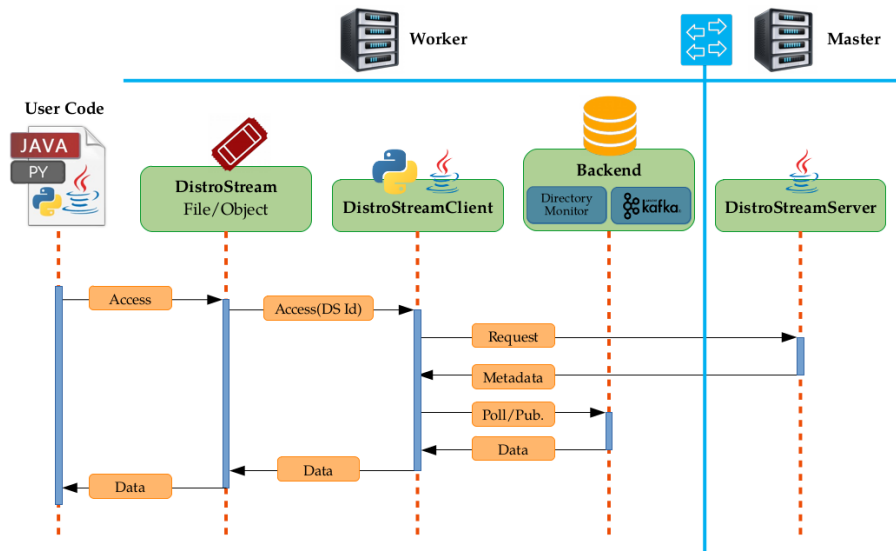 Worker
Master
User Code
JAVA
PY
DistroStream
File/Object
DistroStreamClient
Backend
Directory
Monitor
kafka
DistroStreamServer
Access
Access(DS Id)
Request
Metadata
Poll/Pub.
Data
Data
Data